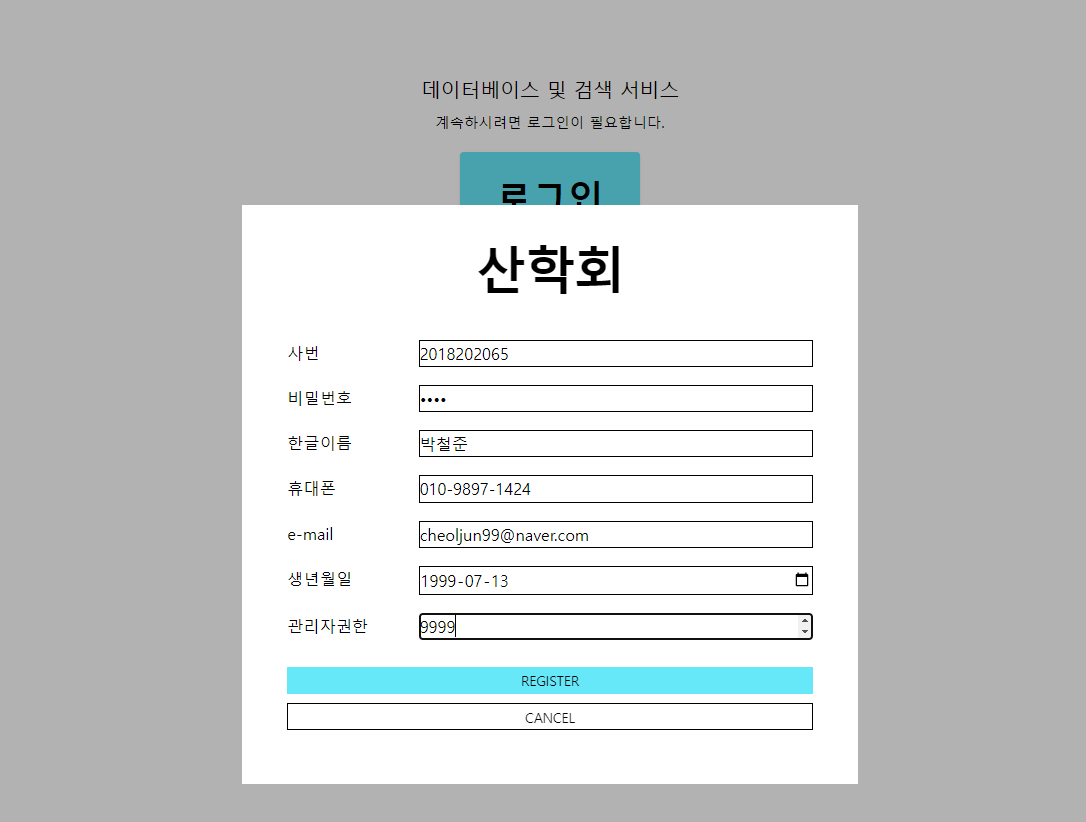 데이터베이스 및 검색 서비스
계속하시려면 로그인이 필요합니다.
로그인
산학회
사번 2018202065
비밀번호 ••••
한글이름 박철준
휴대폰 010-9897-1424
e-mail cheoljun99@naver.com
생년월일 1999-07-13
관리자권한 9999
REGISTER
CANCEL